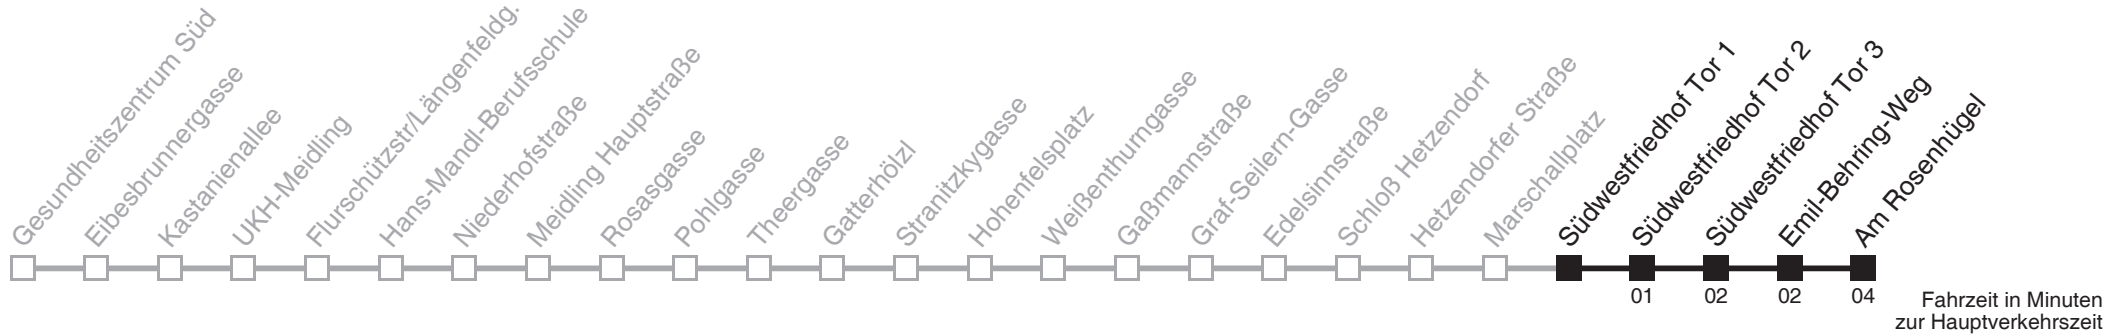 Gesundheitszentrum Süd
Eibesbrunnergasse
Kastanienallee
UKH-Meidling
Flurschützstr/Längenfeldg.
Hans-Mandl-Berufsschule
Niederhofstraße
Meidling Hauptstraße
Rosasgasse
Pohlgasse
Theergasse
Gatterhölzl
Stranitzkygasse
Hohenfelsplatz
Weißenthurngasse
Gaßmannstraße
Graf-Seilern-Gasse
Edelsinnstraße
Schloß Hetzendorf
Hetzendorfer Straße
Marschallplatz
Südwestfriedhof Tor 1
Südwestfriedhof Tor 2
Südwestfriedhof Tor 3
Emil-Behring-Weg
Am Rosenhügel
01 02 02 04
Fahrzeit in Minuten
zur Hauptverkehrszeit